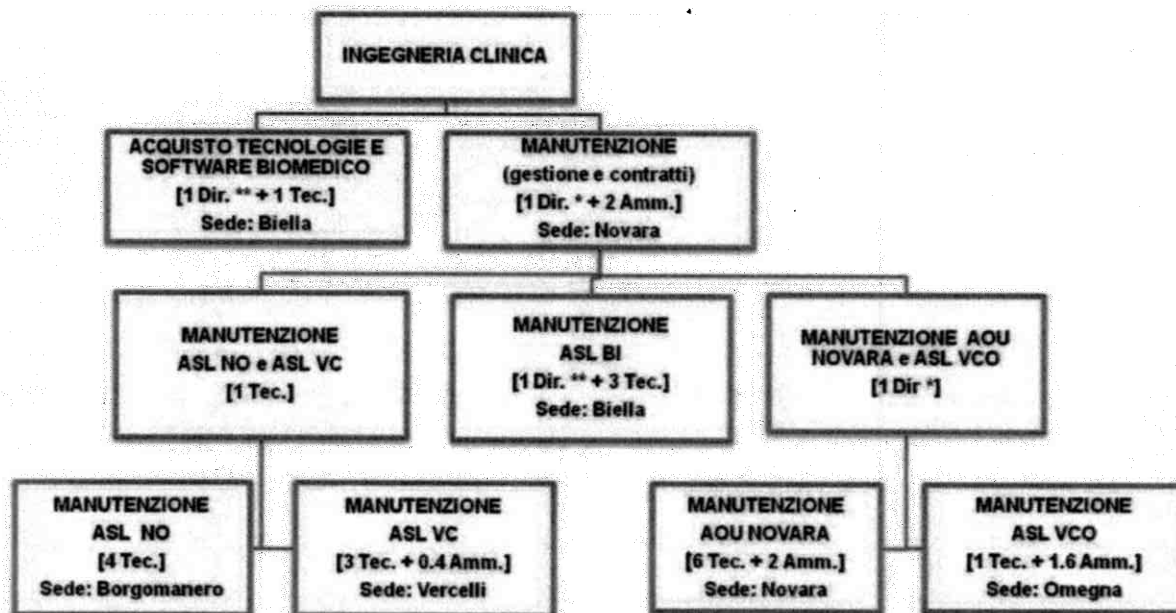 INGEGNERIA CLINICA
ACQUISTO TECNOLOGIE E
SOFTWARE BIOMEDICO
[1 Dir. ** + 1 Tec.]
Sede: Biella
MANUTENZIONE
(gestione e contratti)
[1 Dir. * + 2 Amm.]
Sede: Novara
MANUTENZIONE
ASL NO e ASL VC
[1 Tec.]
MANUTENZIONE
ASL BI
[1 Dir. ** + 3 Tec.]
Sede: Biella
MANUTENZIONE AOU
NOVARA e ASL VCO
[1 Dir *]
MANUTENZIONE
ASL NO
[4 Tec.]
Sede: Borgomanero
MANUTENZIONE
ASL VC
[3 Tec. + 0.4 Amm.]
Sede: Vercelli
MANUTENZIONE
AOU NOVARA
[6 Tec. + 2 Amm.]
Sede: Novara
MANUTENZIONE
ASL VCO
[1 Tec. + 1.6 Amm.]
Sede: Omegna